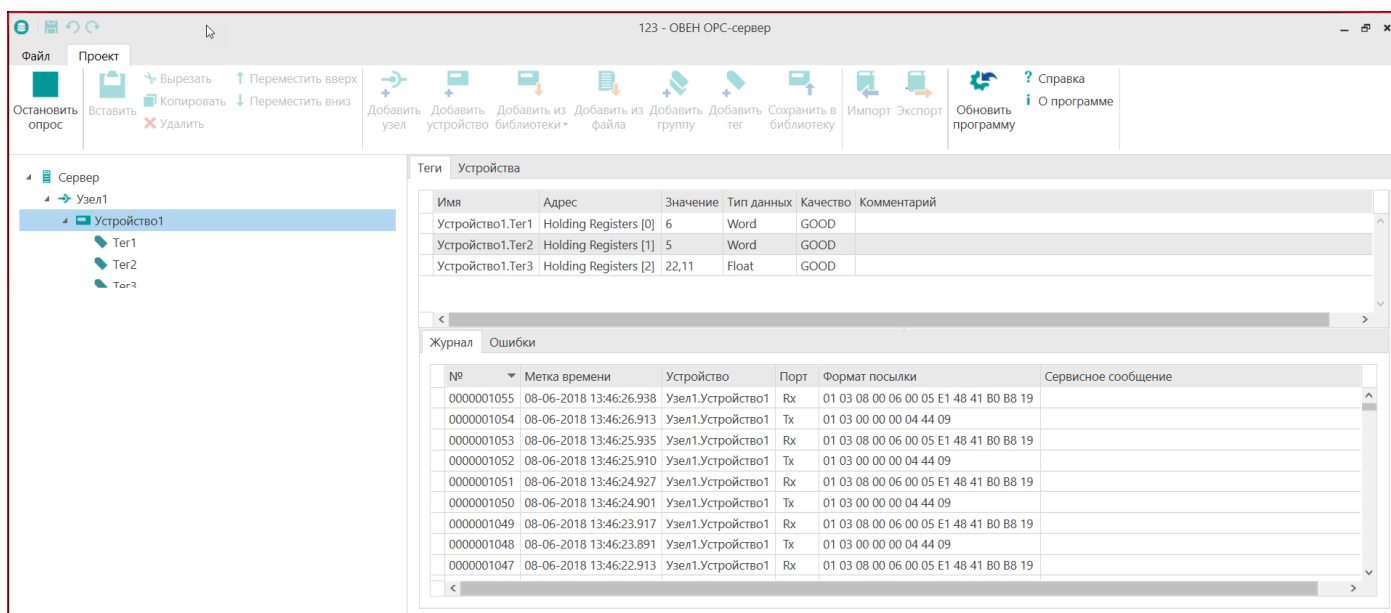 123 - ОВЕН OPC-сервер
Файл Проект
Остановить опрос
Вставить
Вырезать
Копировать
Удалить
Переместить вверх
Переместить вниз
Добавить узел
Добавить устройство
Добавить из библиотеки
Добавить из файла
Добавить группу
Добавить тег
Сохранить в библиотеку
Импорт
Экспорт
Обновить программу
? Справка
i О программе
Сервер
Узел1
Устройство1
Тег1
Тег2
Тег3
Теги Устройства
Имя Адрес Значение Тип данных Качество Комментарий
Устройство1.Тег1 Holding Registers [0] 6 Word GOOD
Устройство1.Тег2 Holding Registers [1] 5 Word GOOD
Устройство1.Тег3 Holding Registers [2] 22,11 Float GOOD
Журнал Ошибки
№ Метка времени Устройство Порт Формат посылки Сервисное сообщение
0000001055 08-06-2018 13:46:26.938 Узел1.Устройство1 Rx 01 03 08 00 06 00 05 E1 48 41 B0 B8 19
0000001054 08-06-2018 13:46:26.913 Узел1.Устройство1 Tx 01 03 00 00 00 04 44 09
0000001053 08-06-2018 13:46:25.935 Узел1.Устройство1 Rx 01 03 08 00 06 00 05 E1 48 41 B0 B8 19
0000001052 08-06-2018 13:46:25.910 Узел1.Устройство1 Tx 01 03 00 00 00 04 44 09
0000001051 08-06-2018 13:46:24.927 Узел1.Устройство1 Rx 01 03 08 00 06 00 05 E1 48 41 B0 B8 19
0000001050 08-06-2018 13:46:24.901 Узел1.Устройство1 Tx 01 03 00 00 00 04 44 09
0000001049 08-06-2018 13:46:23.917 Узел1.Устройство1 Rx 01 03 08 00 06 00 05 E1 48 41 B0 B8 19
0000001048 08-06-2018 13:46:23.891 Узел1.Устройство1 Tx 01 03 00 00 00 04 44 09
0000001047 08-06-2018 13:46:22.913 Узел1.Устройство1 Rx 01 03 08 00 06 00 05 E1 48 41 B0 B8 19